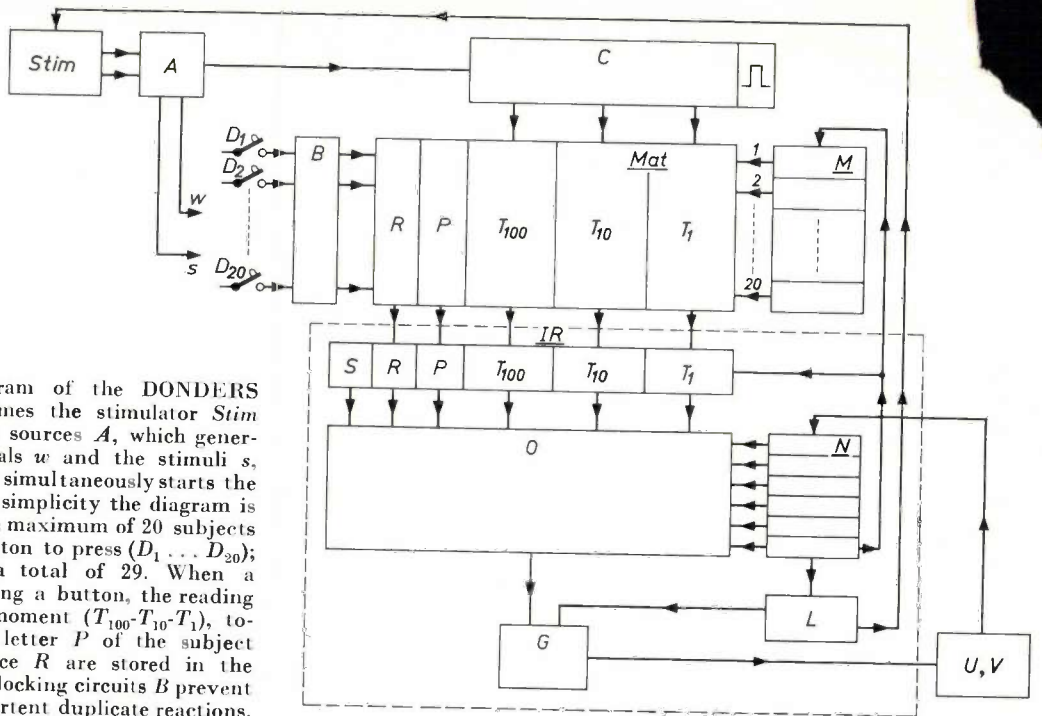 Stim
A
C
D1
D2
D20
w
s
B
Mat
R
P
T100
T10
T1
1
2
20
M
IR
S
R
P
T100
T10
T1
O
N
L
G
U, V
ram of the DONDERS
mes the stimulator Stim
sources A, which gener-
als w and the stimuli s,
simultaneously starts the
simplicity the diagram is
maximum of 20 subjects
ton to press (D1 . . . D20);
a total of 29. When a
ing a button, the reading
moment (T100-T10-T1), to-
letter P of the subject
ce R are stored in the
locking circuits B prevent
rtent duplicate reactions.